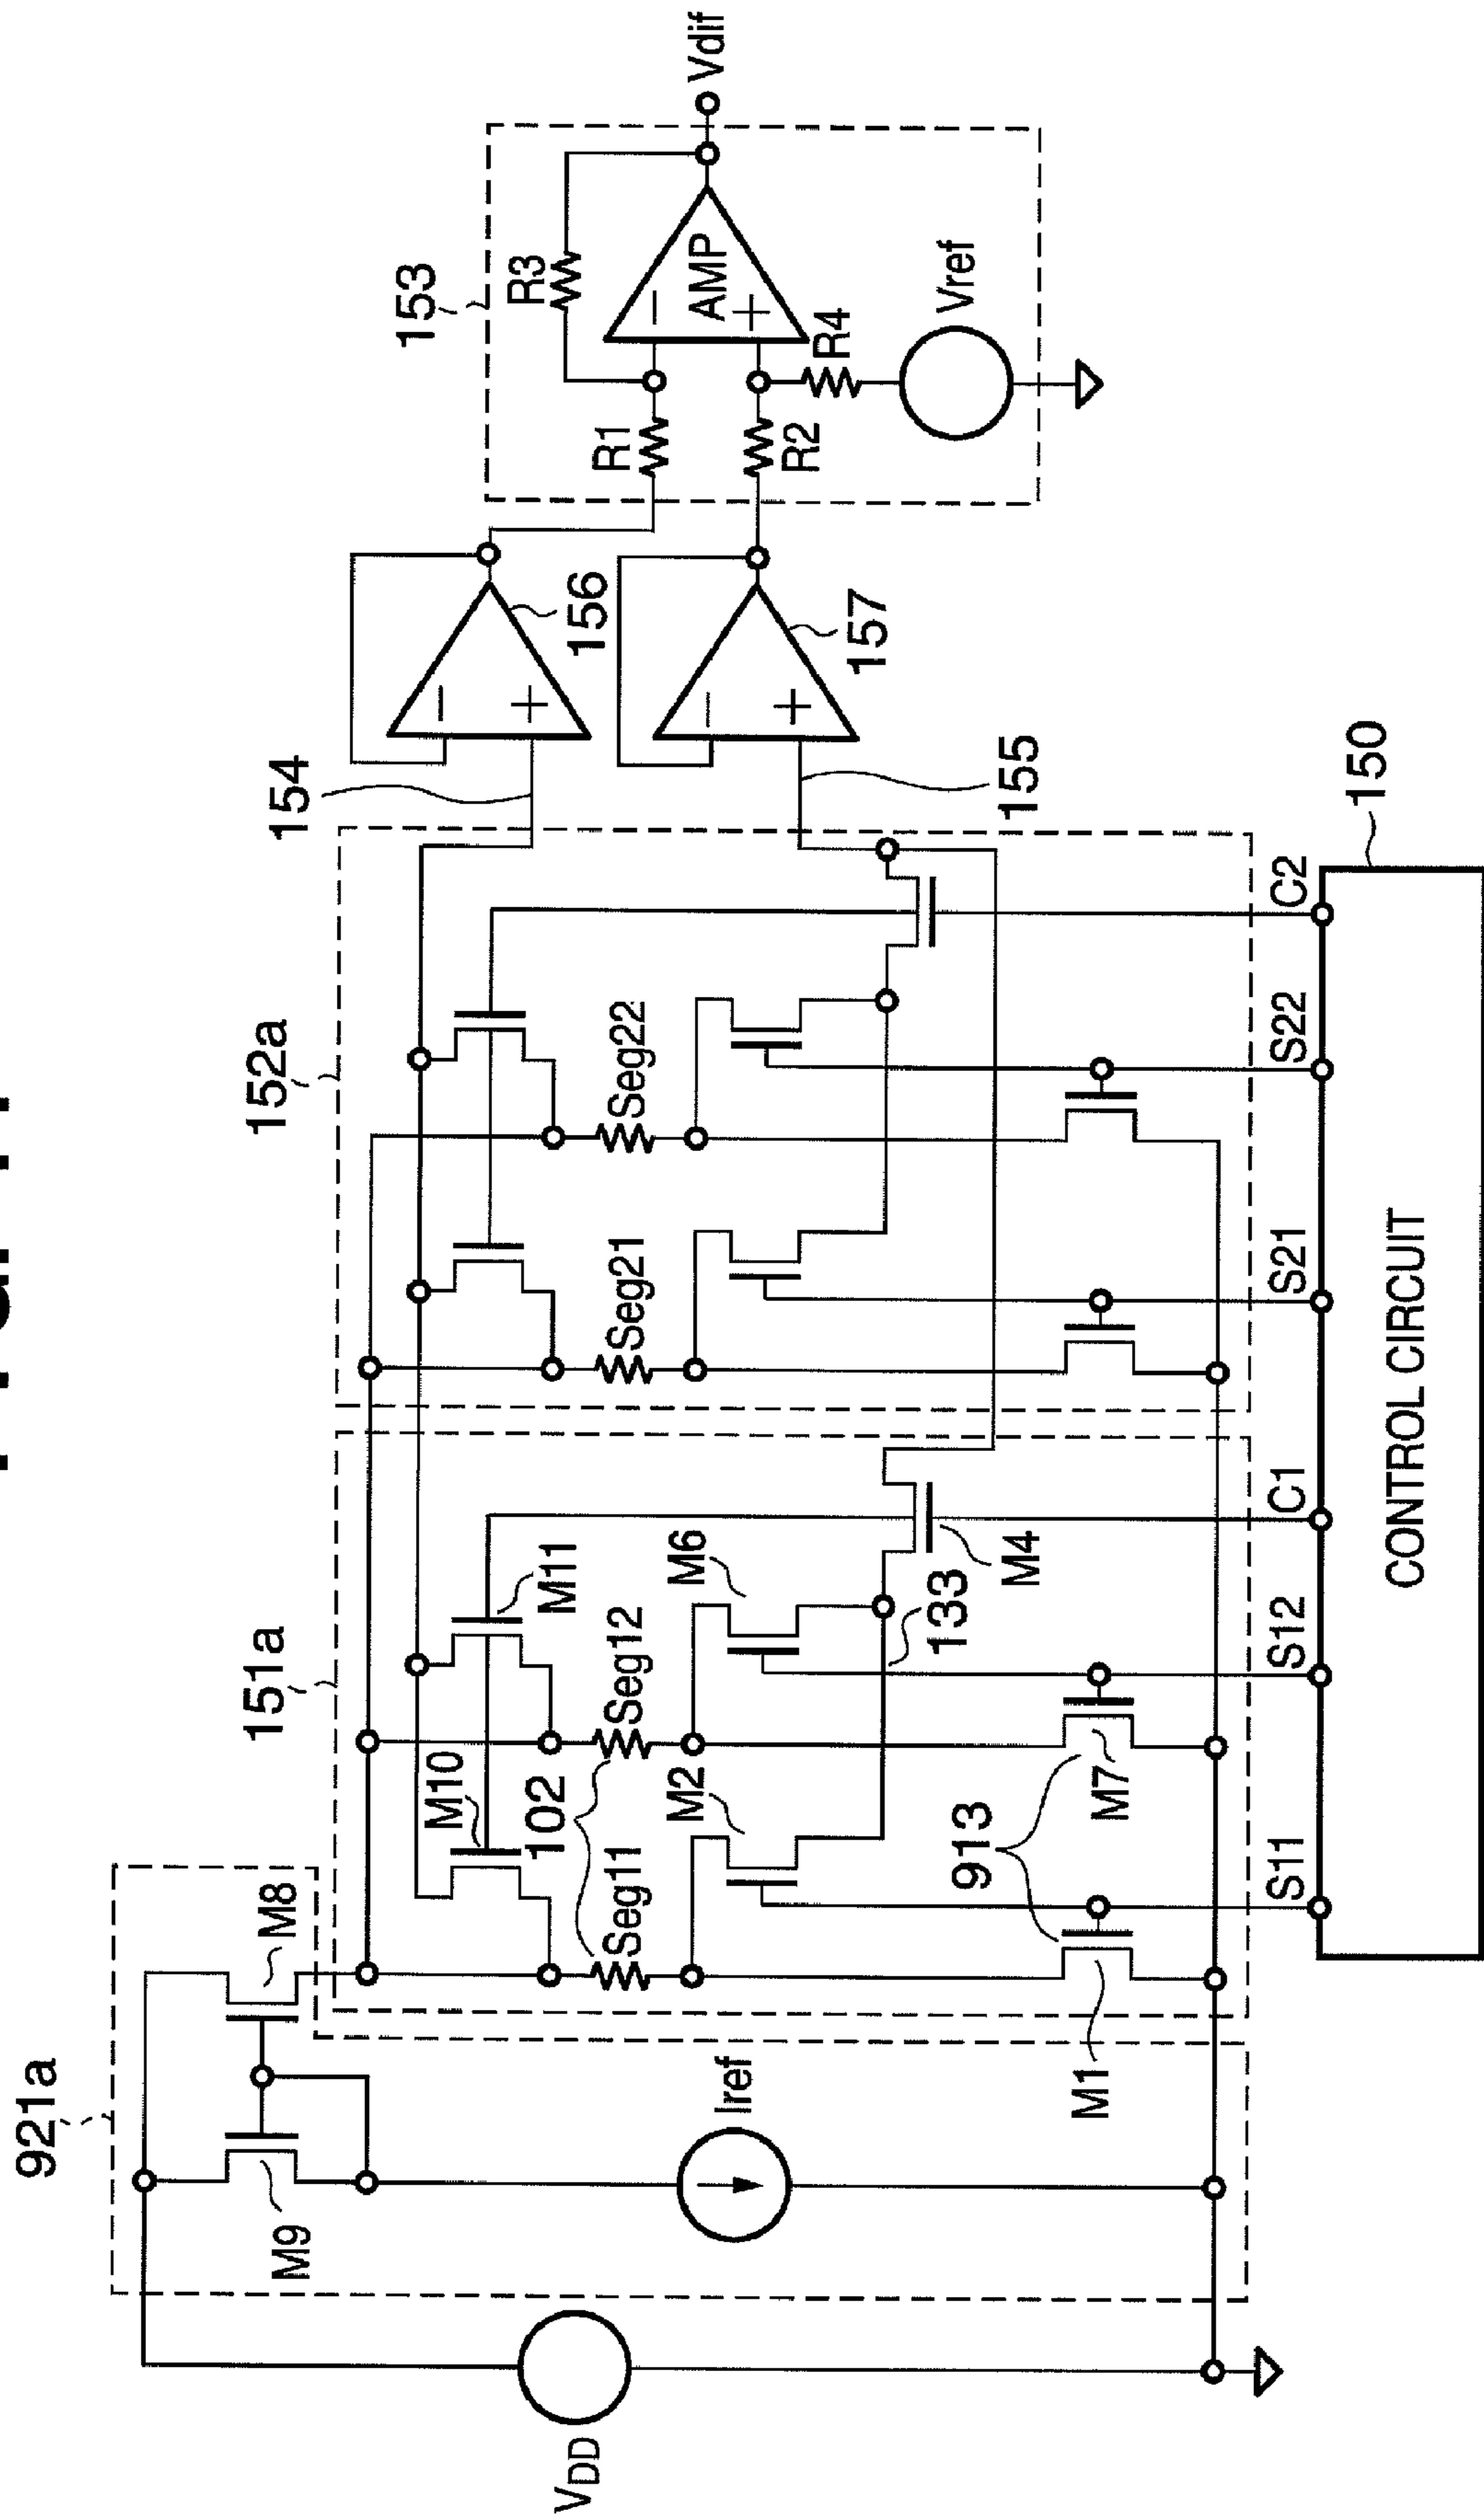 921a
VDD
M9
M8
Iref
151a
M10
M11
102
Seg11
Seg12
M2
M6
133
M4
913
M1
M7
152a
Seg21
Seg22
154
155
156
157
−
+
−
+
153
R1
R2
R3
R4
−
+
AMP
Vref
Vdif
S11
S12
C1
S21
S22
C2
150
CONTROL CIRCUIT